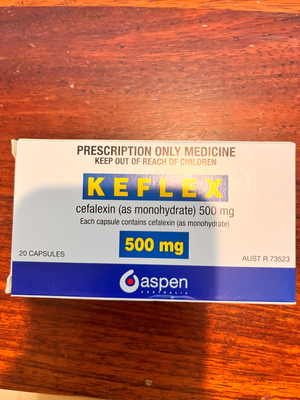 PRESCRIPTION ONLY MEDICINE
KEEP OUT OF REACH OF CHILDREN
KEFLEX
cefalexin (as monohydrate) 500 mg
Each capsule contains cefalexin (as monohydrate)
500 mg
20 CAPSULES
AUST R 73523
aspen
AUSTRALIA